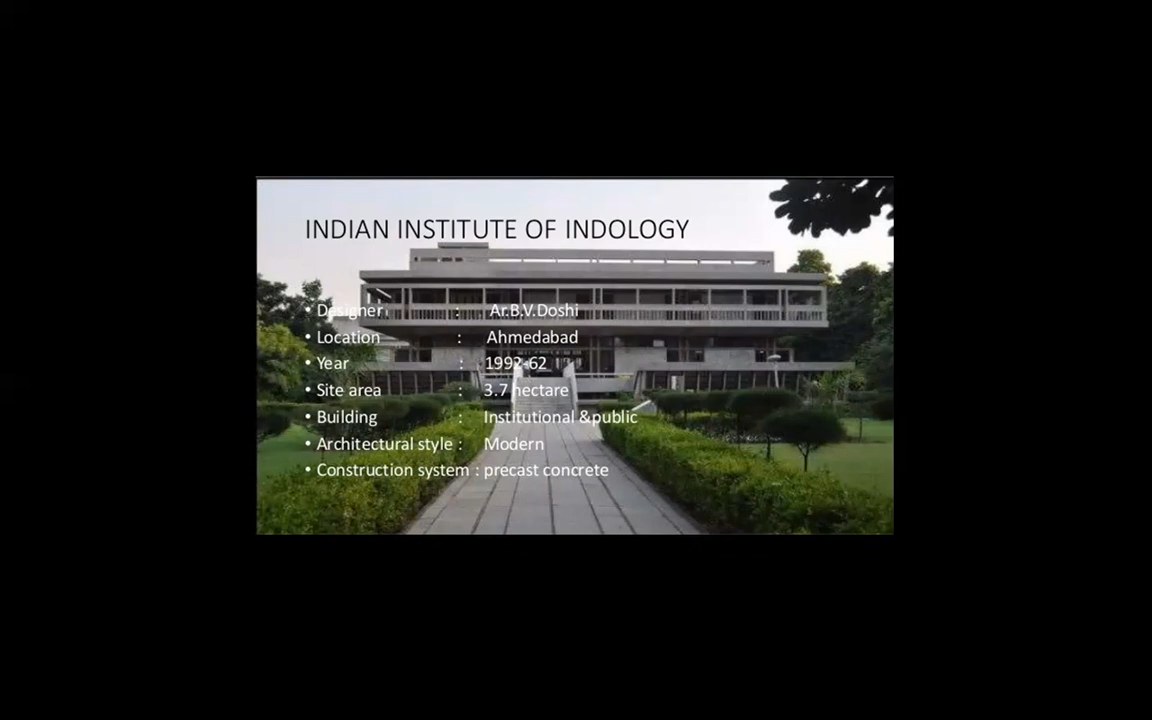 INDIAN INSTITUTE OF INDOLOGY
• Designer : Ar.B.V.Doshi
• Location : Ahmedabad
• Year : 1992-62
• Site area : 3.7 hectare
• Building : Institutional &public
• Architectural style : Modern
• Construction system : precast concrete